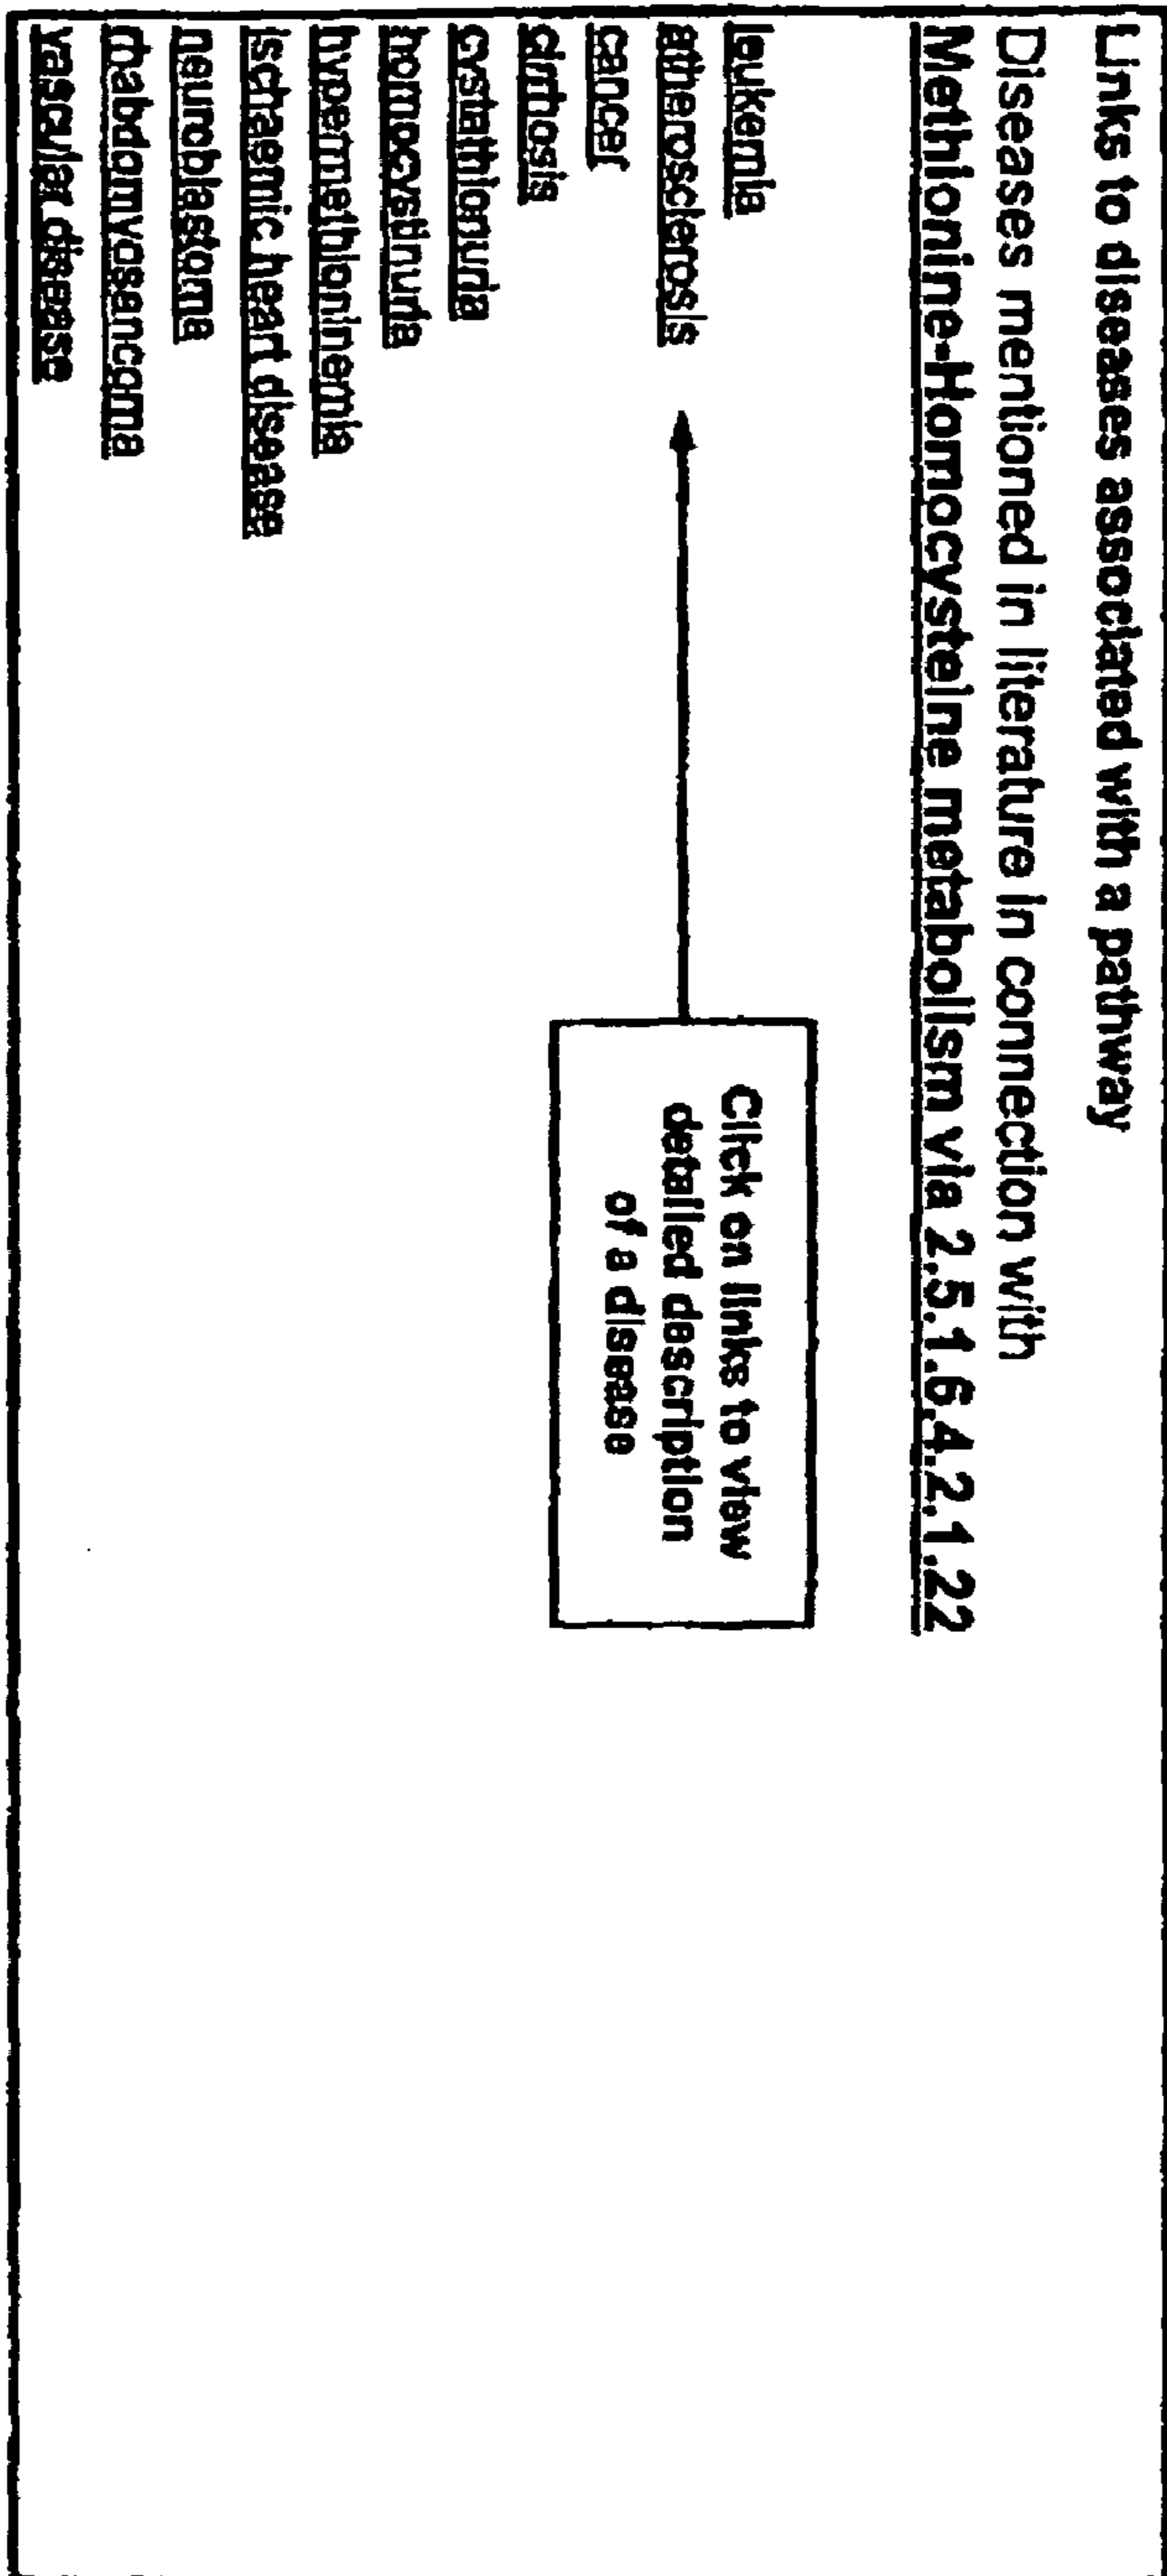 Links to diseases associated with a pathway
Diseases mentioned in literature in connection with
Methionine-Homocysteine metabolism via 2.5.1.6,4.2.1.22
leukemia
atherosclerosis
cancer
cirrhosis
cystathionuria
homocystinuria
hypermethioninemia
ischaemic heart disease
neuroblastoma
rhabdomyosarcoma
vascular disease
Click on links to view
detailed description
of a disease